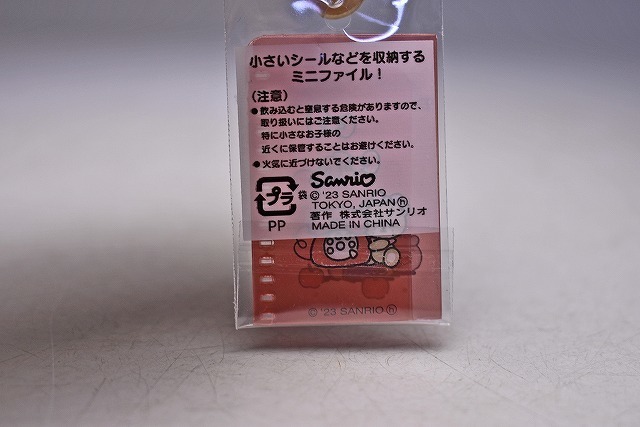 小さいシールなどを収納する
ミニファイル！
（注意）
●飲み込むと窒息する危険がありますので、
取り扱いにはご注意ください。
特に小さなお子様の
近くに保管することはお避けください。
●火気に近づけないでください。
プラ
袋
PP
Sanrio
© '23 SANRIO
TOKYO, JAPAN ⓗ
著作 株式会社サンリオ
MADE IN CHINA
© '23 SANRIO ⓗ